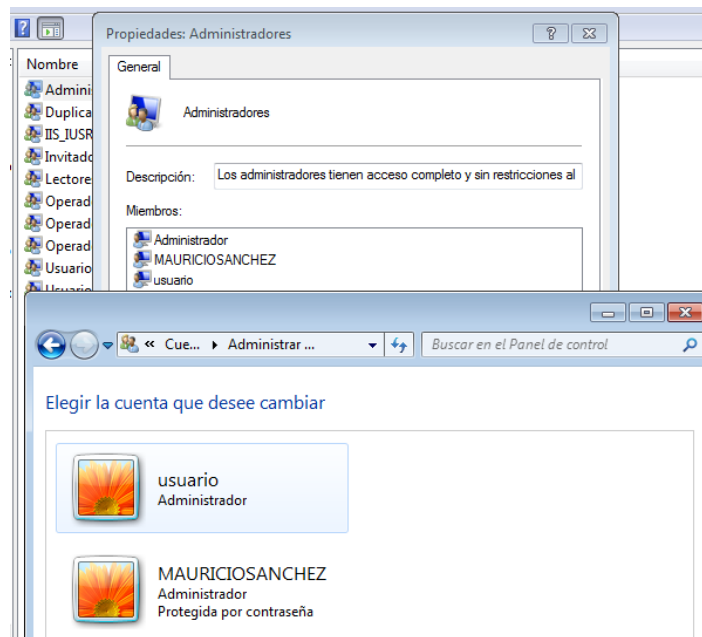 Propiedades: Administradores
Nombre
General
Adminis
Duplica
IIS_IUSR
Invitado
Lectore
Operad
Operad
Operad
Usuario
Usuario
Administradores
Descripción: Los administradores tienen acceso completo y sin restricciones al
Miembros:
Administrador
MAURICIOSANCHEZ
usuario
« Cue... ▸ Administrar ...
Buscar en el Panel de control
Elegir la cuenta que desee cambiar
usuario
Administrador
MAURICIOSANCHEZ
Administrador
Protegida por contraseña